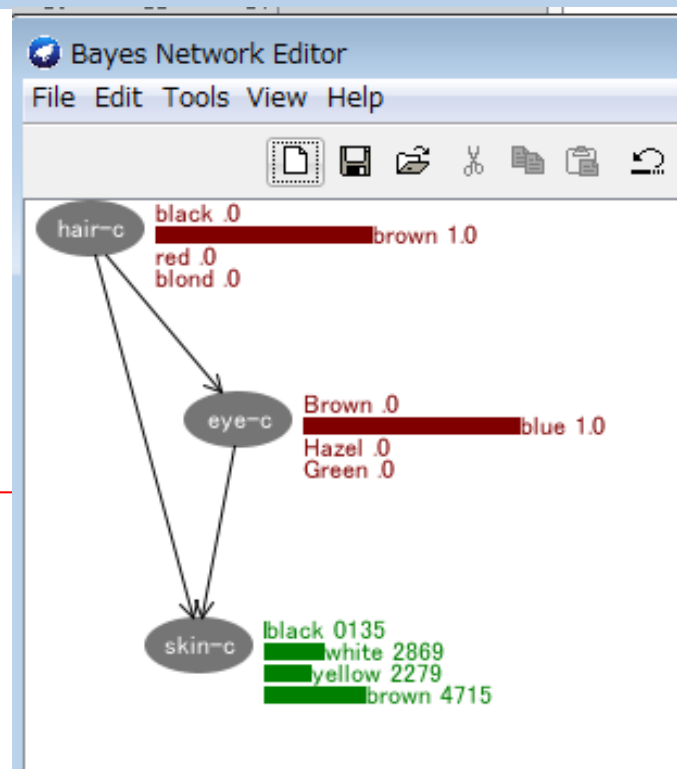 Bayes Network Editor
File Edit Tools View Help
hair-c
black .0
brown 1.0
red .0
blond .0
eye-c
Brown .0
blue 1.0
Hazel .0
Green .0
skin-c
black 0135
white 2869
yellow 2279
brown 4715